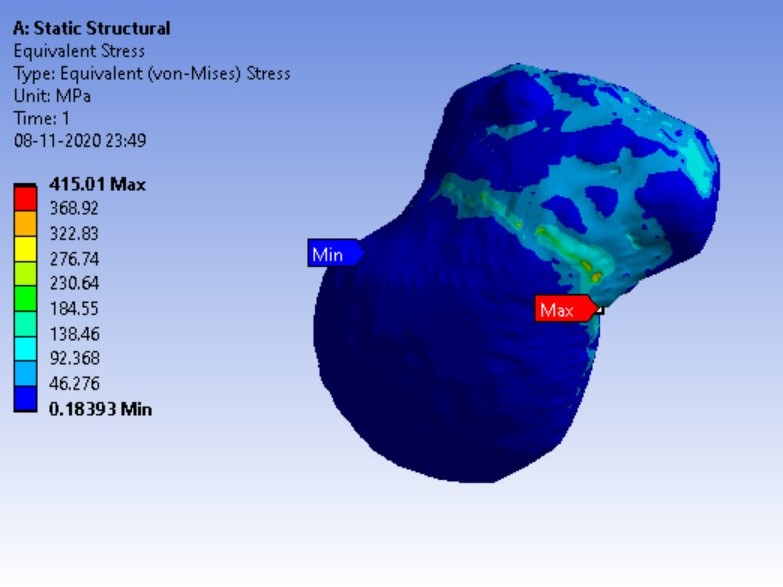 A: Static Structural
Equivalent Stress
Type: Equivalent (von-Mises) Stress
Unit: MPa
Time: 1
08-11-2020 23:49
415.01 Max
368.92
322.83
276.74
230.64
184.55
138.46
92.368
46.276
0.18393 Min
Min
Max